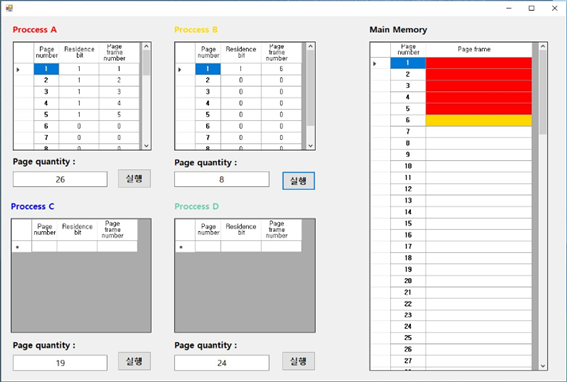 Proccess A
Page number Residence bit Page frame number
1 1 1
2 1 2
3 1 3
4 1 4
5 1 5
6 0 0
7 0 0
8 0 0
Page quantity :
26 실행
Proccess B
Page number Residence bit Page frame number
1 1 6
2 0 0
3 0 0
4 0 0
5 0 0
6 0 0
7 0 0
8 0 0
Page quantity :
8 실행
Proccess C
Page number Residence bit Page frame number
Page quantity :
19 실행
Proccess D
Page number Residence bit Page frame number
Page quantity :
24 실행
Main Memory
Page number Page frame
1
2
3
4
5
6
7
8
9
10
11
12
13
14
15
16
17
18
19
20
21
22
23
24
25
26
27
28